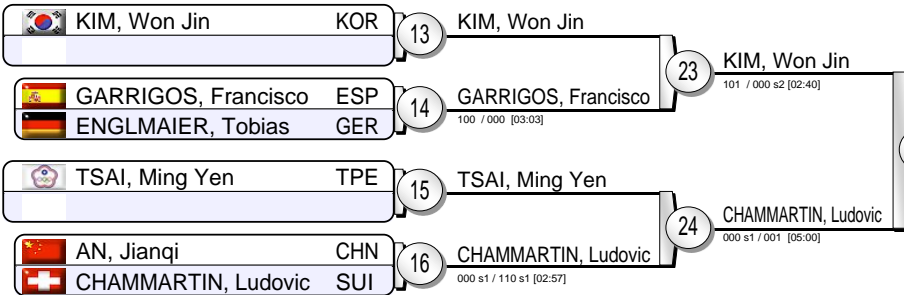 KIM, Won Jin KOR
13
KIM, Won Jin
GARRIGOS, Francisco ESP
ENGLMAIER, Tobias GER
14
GARRIGOS, Francisco
100 / 000 [03:03]
23
KIM, Won Jin
101 / 000 s2 [02:40]
TSAI, Ming Yen TPE
15
TSAI, Ming Yen
AN, Jianqi CHN
CHAMMARTIN, Ludovic SUI
16
CHAMMARTIN, Ludovic
000 s1 / 110 s1 [02:57]
24
CHAMMARTIN, Ludovic
000 s1 / 001 [05:00]